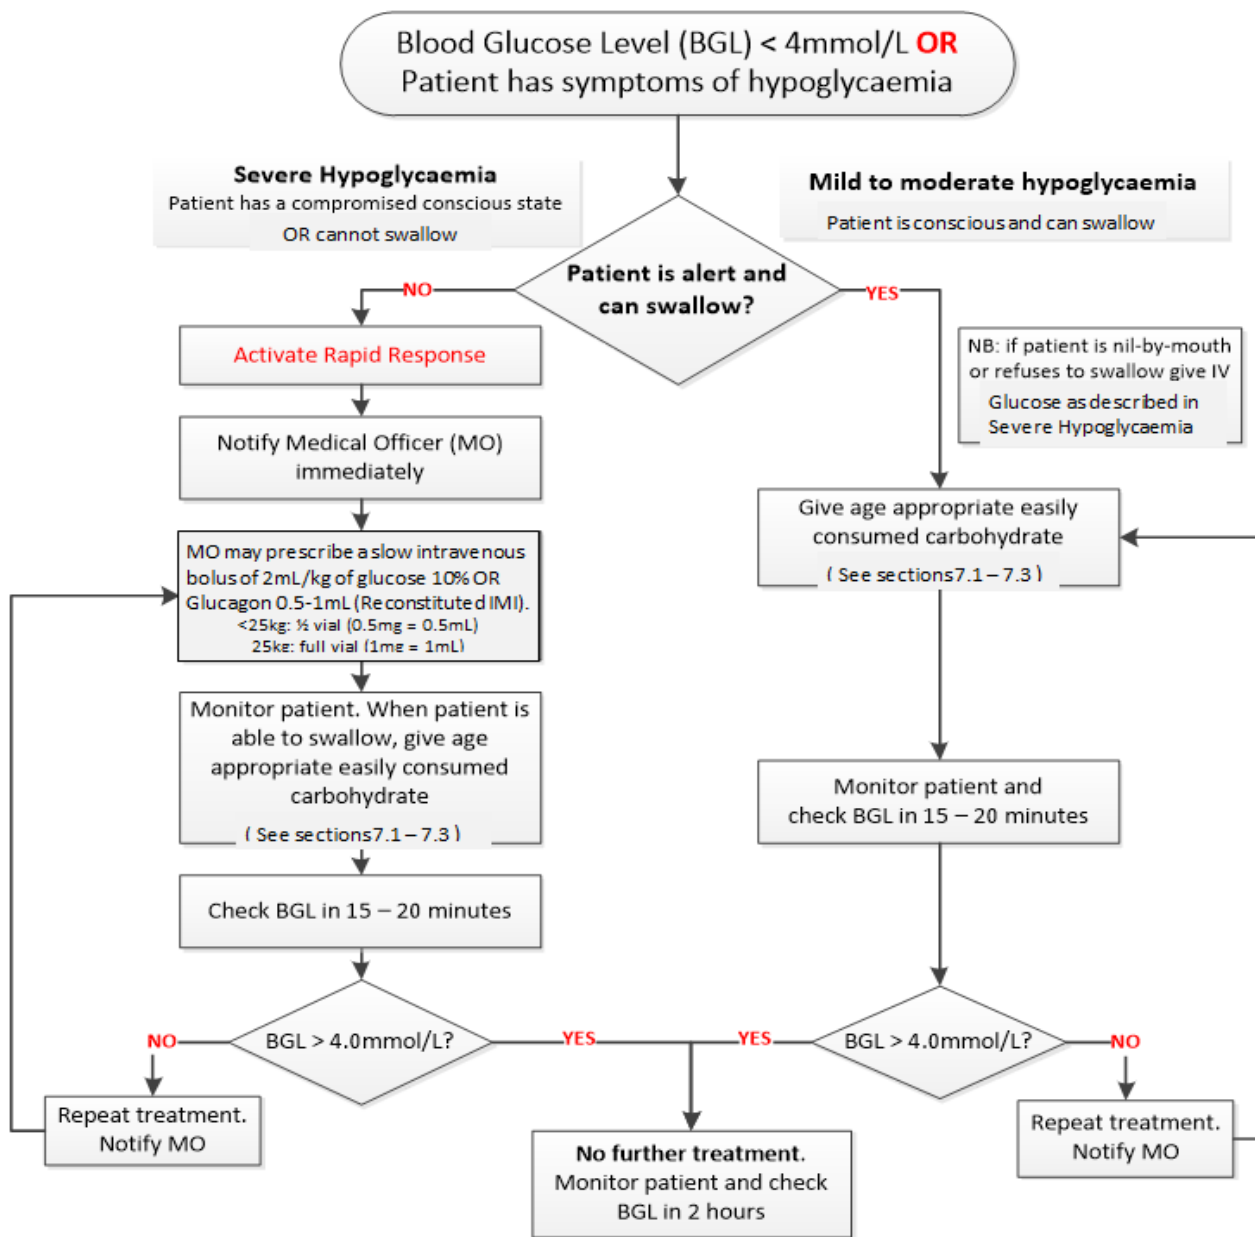 Blood Glucose Level (BGL) < 4mmol/L OR
Patient has symptoms of hypoglycaemia
Severe Hypoglycaemia
Patient has a compromised conscious state
OR cannot swallow
Mild to moderate hypoglycaemia
Patient is conscious and can swallow
Patient is alert and
can swallow?
NO
YES
Activate Rapid Response
NB: if patient is nil-by-mouth
or refuses to swallow give IV
Glucose as described in
Severe Hypoglycaemia
Notify Medical Officer (MO)
immediately
Give age appropriate easily
consumed carbohydrate
( See sections7.1 – 7.3 )
MO may prescribe a slow intravenous
bolus of 2mL/kg of glucose 10% OR
Glucagon 0.5-1mL (Reconstituted IMI).
<25kg: ½ vial (0.5mg = 0.5mL)
25kg: full vial (1mg = 1mL)
Monitor patient. When patient is
able to swallow, give age
appropriate easily consumed
carbohydrate
( See sections7.1 – 7.3 )
Monitor patient and
check BGL in 15 – 20 minutes
Check BGL in 15 – 20 minutes
NO
BGL > 4.0mmol/L?
YES
YES
BGL > 4.0mmol/L?
NO
Repeat treatment.
Notify MO
No further treatment.
Monitor patient and check
BGL in 2 hours
Repeat treatment.
Notify MO